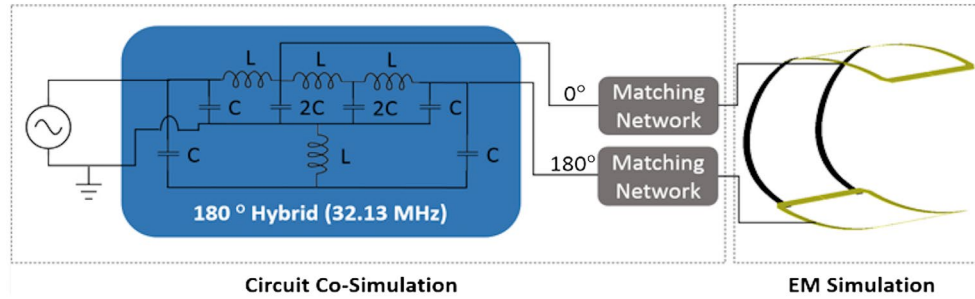 L
L
L
C
2C
2C
C
C
L
C
180 ° Hybrid (32.13 MHz)
0°
180°
Matching
Network
Matching
Network
Circuit Co-Simulation
EM Simulation